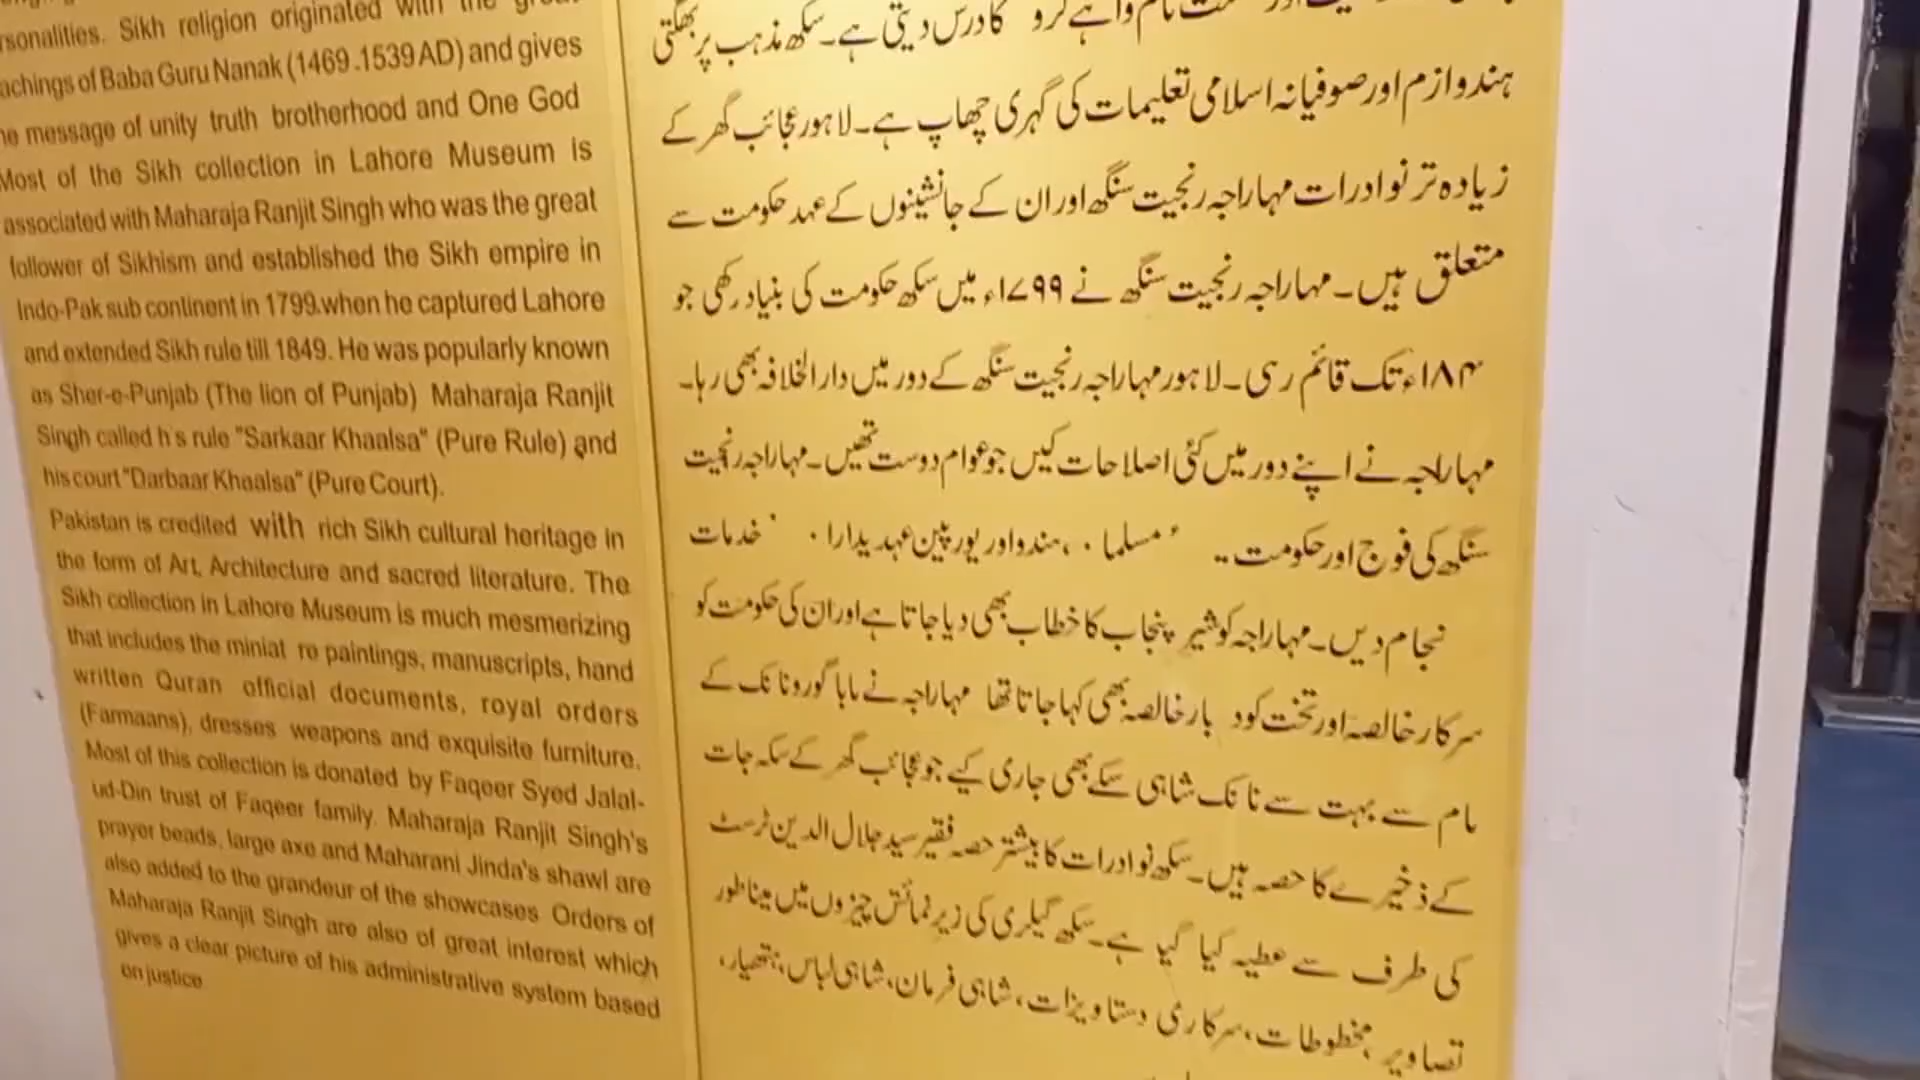 Sikh religion originated with the great
personalities. Sikh religion originated with the
teachings of Baba Guru Nanak (1469.1539 AD) and gives
the message of unity truth brotherhood and One God
Most of the Sikh collection in Lahore Museum is
associated with Maharaja Ranjit Singh who was the great
follower of Sikhism and established the Sikh empire in
Indo-Pak sub continent in 1799.when he captured Lahore
and extended Sikh rule till 1849. He was popularly known
as Sher-e-Punjab (The lion of Punjab) Maharaja Ranjit
Singh called h s rule "Sarkaar Khaalsa" (Pure Rule) and
his court "Darbaar Khaalsa" (Pure Court).
Pakistan is credited with rich Sikh cultural heritage in
the form of Art, Architecture and sacred literature. The
Sikh collection in Lahore Museum is much mesmerizing
that includes the miniat re paintings, manuscripts, hand
written Quran official documents, royal orders
(Farmaans), dresses weapons and exquisite furniture.
Most of this collection is donated by Faqeer Syed Jalal-
ud-Din trust of Faqeer family. Maharaja Ranjit Singh's
prayer beads, large axe and Maharani Jinda's shawl are
also added to the grandeur of the showcases Orders of
Maharaja Ranjit Singh are also of great interest which
gives a clear picture of his administrative system based
on justice
کا درس دیتی ہے۔ سکھ مذہب پر بھگتی
ہندوازم اور صوفیانہ اسلامی تعلیمات کی گہری چھاپ ہے۔ لاہور عجائب گھر کے
زیادہ تر نوادرات مہاراجہ رنجیت سنگھ اور ان کے جانشینوں کے عہد حکومت سے
متعلق ہیں۔ مہاراجہ رنجیت سنگھ نے ۱۷۹۹ء میں سکھ حکومت کی بنیاد رکھی جو
۱۸۴ء تک قائم رہی۔ لاہور مہاراجہ رنجیت سنگھ کے دور میں دارالخلافہ بھی رہا۔
مہاراجہ نے اپنے دور میں کئی اصلاحات کیں جو عوام دوست تھیں۔ مہاراجہ رنجیت
سنگھ کی فوج اور حکومت مسلما ، ہندو اور یورپین عہدیدارا خدمات
نجام دیں۔ مہاراجہ کو شیر پنجاب کا خطاب بھی دیا جاتا ہے اور ان کی حکومت کو
سرکار خالصہ اور تخت کو د بار خالصہ بھی کہا جاتا تھا مہاراجہ نے بابا گورو نانک کے
نام سے بہت سے نانک شاہی سکے بھی جاری کیے جو عجائب گھر کے سکہ جات
کے ذخیرے کا حصہ ہیں۔ سکھ نوادرات کا بیشتر حصہ فقیر سید جلال الدین ٹرسٹ
کی طرف سے عطیہ کیا گیا ہے۔ سکھ گیلری کی زیر نمائش چیزوں میں میناطور
تصاویر ، مخطوطات، سرکاری دستاویزات، شاہی فرمان، شاہی لباس، ہتھیار،